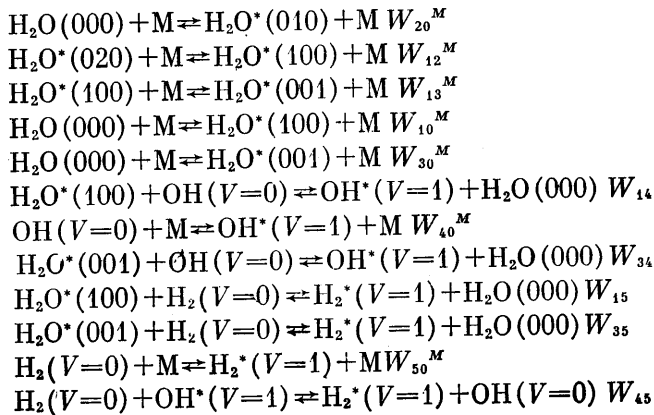 H₂O(000)+M⇌H₂O*(010)+M W₂₀ᴹ
H₂O*(020)+M⇌H₂O*(100)+M W₁₂ᴹ
H₂O*(100)+M⇌H₂O*(001)+M W₁₃ᴹ
H₂O(000)+M⇌H₂O*(100)+M W₁₀ᴹ
H₂O(000)+M⇌H₂O*(001)+M W₃₀ᴹ
H₂O*(100)+OH(V=0)⇌OH*(V=1)+H₂O(000) W₁₄
OH(V=0)+M⇌OH*(V=1)+M W₄₀ᴹ
H₂O*(001)+OH(V=0)⇌OH*(V=1)+H₂O(000) W₃₄
H₂O*(100)+H₂(V=0)⇌H₂*(V=1)+H₂O(000) W₁₅
H₂O*(001)+H₂(V=0)⇌H₂*(V=1)+H₂O(000) W₃₅
H₂(V=0)+M⇌H₂*(V=1)+MW₅₀ᴹ
H₂(V=0)+OH*(V=1)⇌H₂*(V=1)+OH(V=0) W₄₅